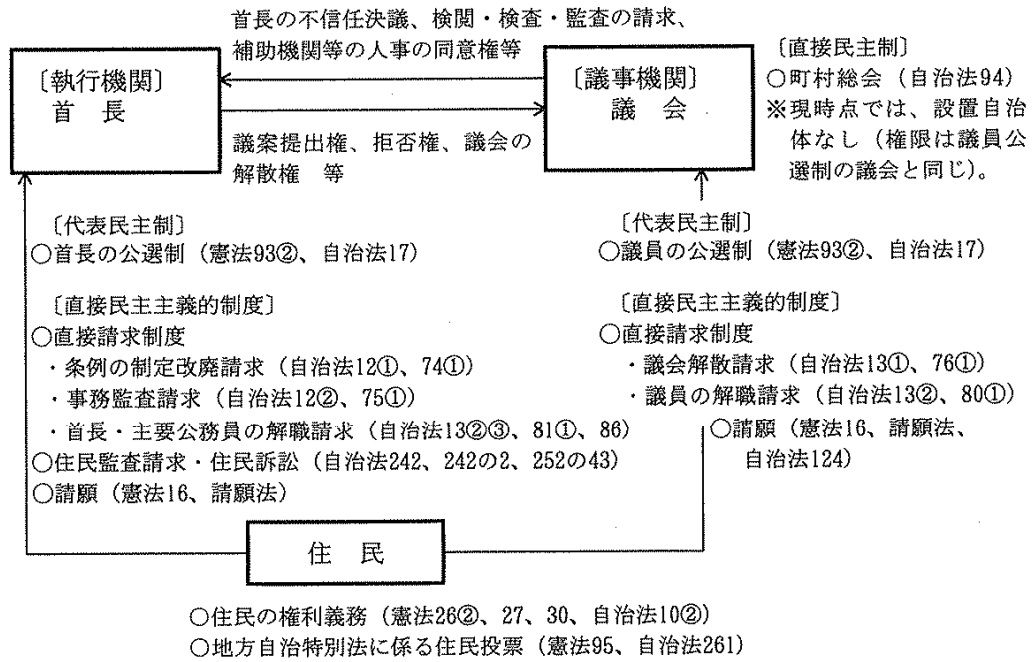 首長の不信任決議、検閲・検査・監査の請求、
補助機関等の人事の同意権等
〔執行機関〕
首　長
〔議事機関〕
議　会
議案提出権、拒否権、議会の
解散権　等
〔直接民主制〕
○町村総会（自治法94）
※現時点では、設置自治
体なし（権限は議員公
選制の議会と同じ）。
〔代表民主制〕
○首長の公選制（憲法93②、自治法17）
〔直接民主主義的制度〕
○直接請求制度
・条例の制定改廃請求（自治法12①、74①）
・事務監査請求（自治法12②、75①）
・首長・主要公務員の解職請求（自治法13②③、81①、86）
○住民監査請求・住民訴訟（自治法242、242の2、252の43）
○請願（憲法16、請願法）
〔代表民主制〕
○議員の公選制（憲法93②、自治法17）
〔直接民主主義的制度〕
○直接請求制度
・議会解散請求（自治法13①、76①）
・議員の解職請求（自治法13②、80①）
○請願（憲法16、請願法、
自治法124）
住　民
○住民の権利義務（憲法26②、27、30、自治法10②）
○地方自治特別法に係る住民投票（憲法95、自治法261）